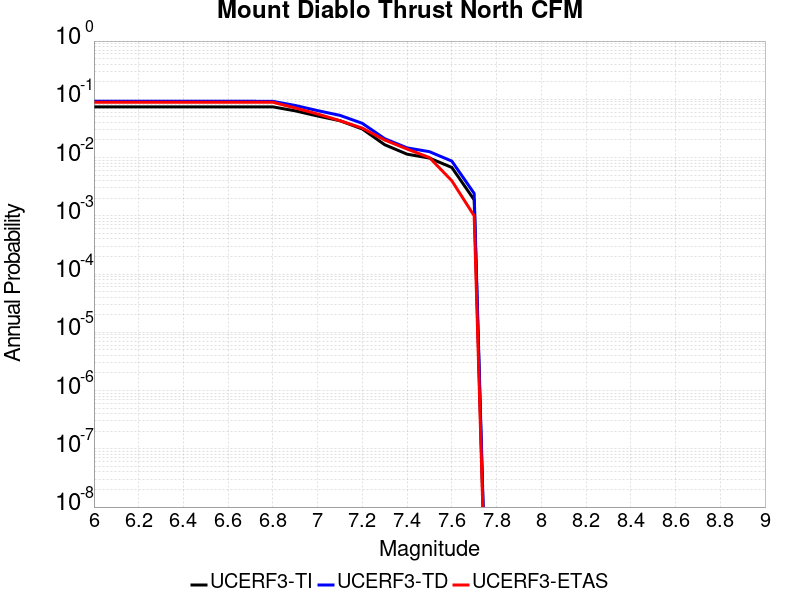 Mount Diablo Thrust North CFM
10^0
10^-1
10^-2
10^-3
10^-4
10^-5
10^-6
10^-7
10^-8
Annual Probability
6 6.2 6.4 6.6 6.8 7 7.2 7.4 7.6 7.8 8 8.2 8.4 8.6 8.8 9
Magnitude
UCERF3-TI UCERF3-TD UCERF3-ETAS